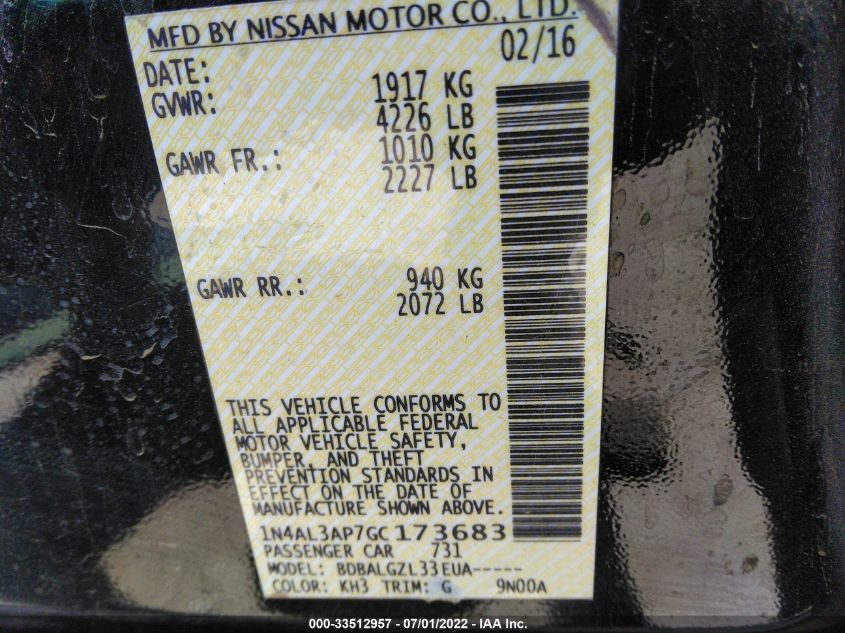 MFD BY NISSAN MOTOR CO., LTD.
DATE: 02/16
GVWR: 1917 KG
4226 LB
GAWR FR.: 1010 KG
2227 LB
GAWR RR.: 940 KG
2072 LB
THIS VEHICLE CONFORMS TO
ALL APPLICABLE FEDERAL
MOTOR VEHICLE SAFETY,
BUMPER, AND THEFT
PREVENTION STANDARDS IN
EFFECT ON THE DATE OF
MANUFACTURE SHOWN ABOVE.
1N4AL3AP7GC173683
PASSENGER CAR 731
MODEL: BDBALGZL33EUA-----
COLOR: KH3 TRIM: G 9N00A
000-33512957 - 07/01/2022 - IAA Inc.